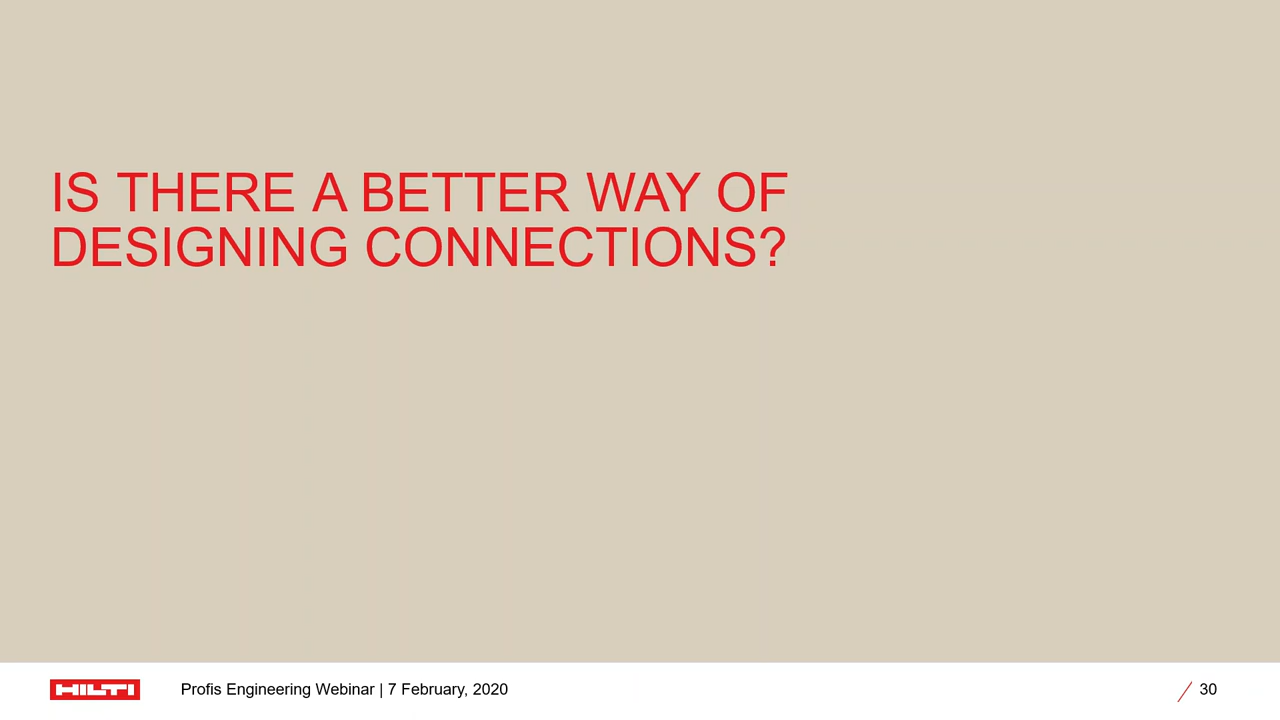 IS THERE A BETTER WAY OF
DESIGNING CONNECTIONS?
HILTI
Profis Engineering Webinar | 7 February, 2020
30